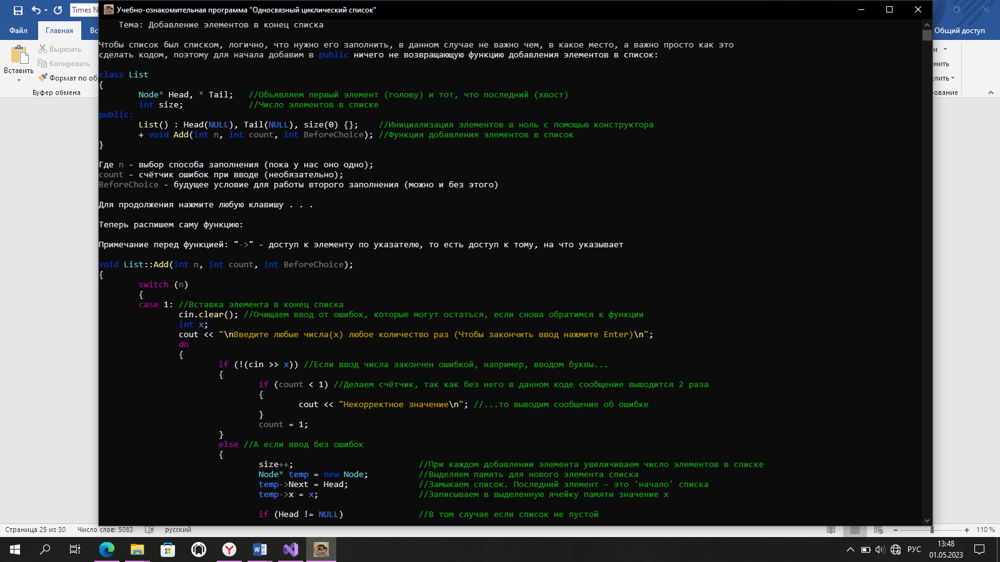 Учебно-ознакомительная программа "Односвязный циклический список"
Times N
Файл
Главная
Вс
Общий доступ
Вставить
Вырезать
Копировать
Формат по об
Буфер обмена
Тема: Добавление элементов в конец списка
Чтобы список был списком, логично, что нужно его заполнить, в данном случае не важно чем, в какое место, а важно просто как это
сделать кодом, поэтому для начала добавим в public ничего не возвращающую функцию добавления элементов в список:
class List
{
Node* Head, * Tail; //Объявляем первый элемент (голову) и тот, что последний (хвост)
int size; //Число элементов в списке
public:
List() : Head(NULL), Tail(NULL), size(0) {}; //Инициализация элементов в ноль с помощью конструктора
+ void Add(int n, int count, int BeforeChoice); //Функция добавления элементов в список
}
Где n - выбор способа заполнения (пока у нас оно одно);
count - счётчик ошибок при вводе (необязательно);
BeforeChoice - будущее условие для работы второго заполнения (можно и без этого)
Для продолжения нажмите любую клавишу . . .
Теперь распишем саму функцию:
Примечание перед функцией: "->" - доступ к элементу по указателю, то есть доступ к тому, на что указывает
void List::Add(int n, int count, int BeforeChoice);
{
switch (n)
{
case 1: //Вставка элемента в конец списка
cin.clear(); //Очищаем ввод от ошибок, которые могут остаться, если снова обратимся к функции
int x;
cout << "\nВведите любые числа(x) любое количество раз (Чтобы закончить ввод нажмите Enter)\n";
do
{
if (!(cin >> x)) //Если ввод числа закончен ошибкой, например, вводом буквы...
{
if (count < 1) //Делаем счётчик, так как без него в данном коде сообщение выводится 2 раза
{
cout << "Некорректное значение\n"; //...то выводим сообщение об ошибке
}
count = 1;
}
else //А если ввод без ошибок
{
size++; //При каждом добавлении элемента увеличиваем число элементов в списке
Node* temp = new Node; //Выделяем память для нового элемента списка
temp->Next = Head; //Замыкаем список. Последний элемент – это 'начало' списка
temp->x = x; //Записываем в выделенную ячейку памяти значение x
if (Head != NULL) //В том случае если список не пустой
ти
енить
елить
ование
Страница 25 из 30 Число слов: 5083 русский
110 %
РУС
13:48
01.05.2023